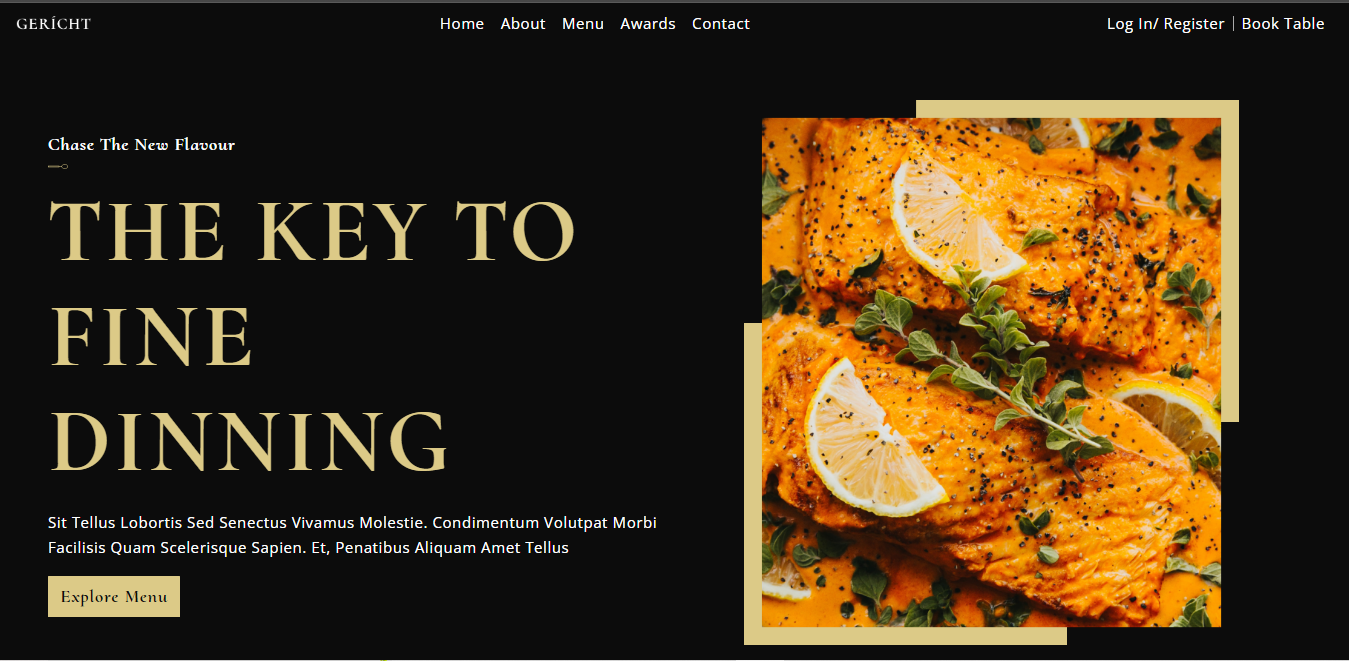 GERÍCHT
Home About Menu Awards Contact
Log In/ Register | Book Table
Chase The New Flavour
THE KEY TO
FINE
DINNING
Sit Tellus Lobortis Sed Senectus Vivamus Molestie. Condimentum Volutpat Morbi
Facilisis Quam Scelerisque Sapien. Et, Penatibus Aliquam Amet Tellus
Explore Menu